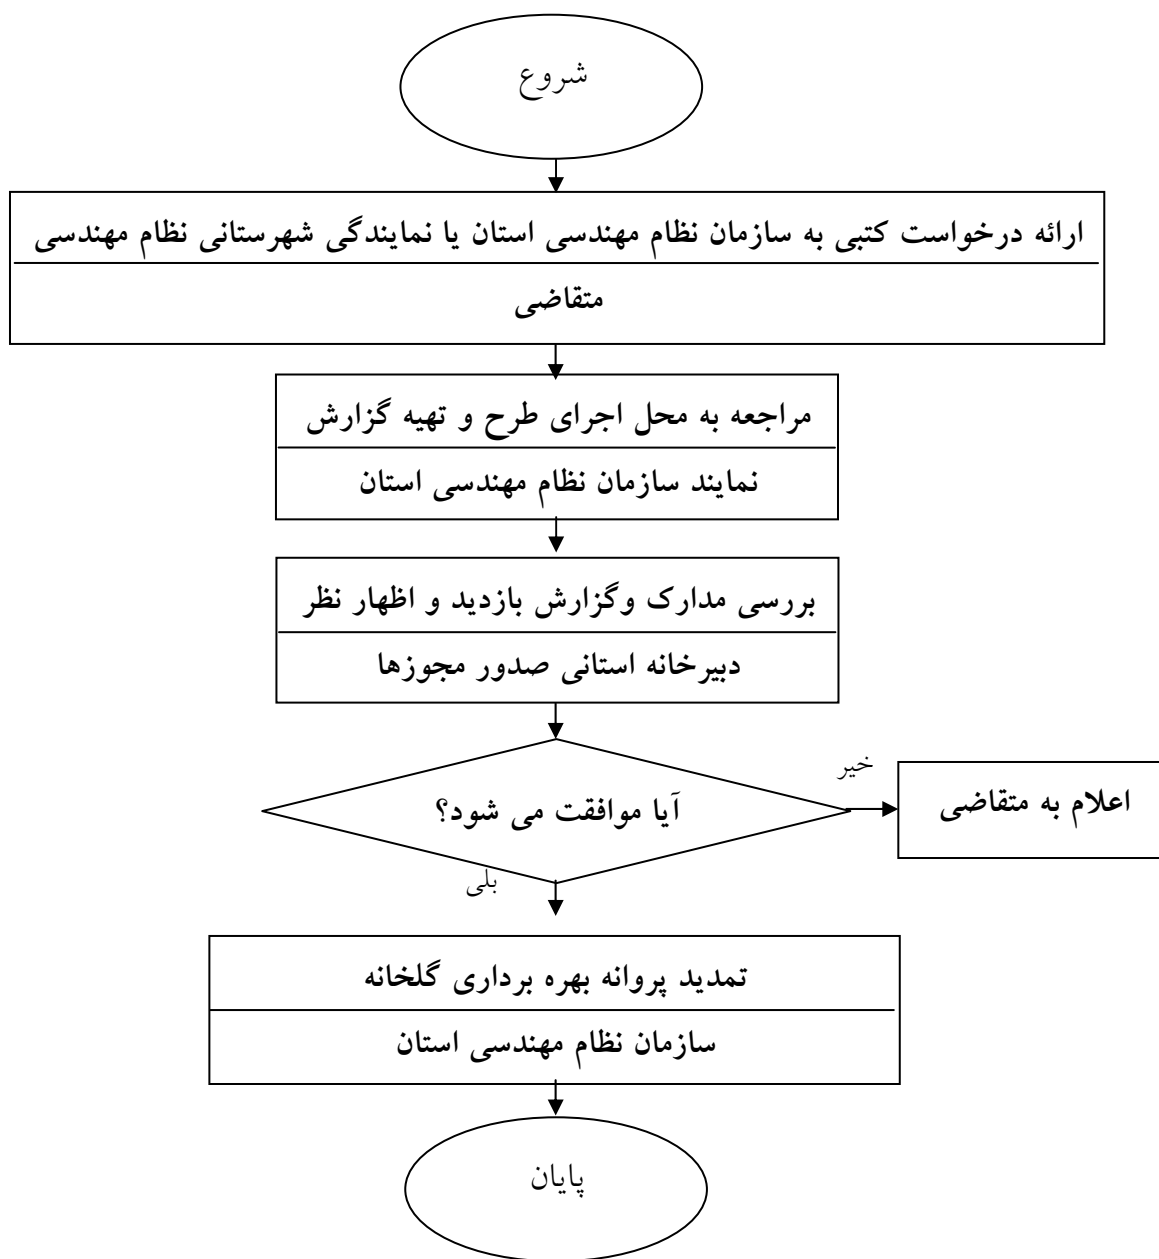 شروع
ارائه درخواست کتبی به سازمان نظام مهندسی استان یا نمایندگی شهرستانی نظام مهندسی
متقاضی
مراجعه به محل اجرای طرح و تهیه گزارش
نمایند سازمان نظام مهندسی استان
بررسی مدارک وگزارش بازدید و اظهار نظر
دبیرخانه استانی صدور مجوزها
آیا موافقت می شود؟
خیر
اعلام به متقاضی
بلی
تمدید پروانه بهره برداری گلخانه
سازمان نظام مهندسی استان
پایان